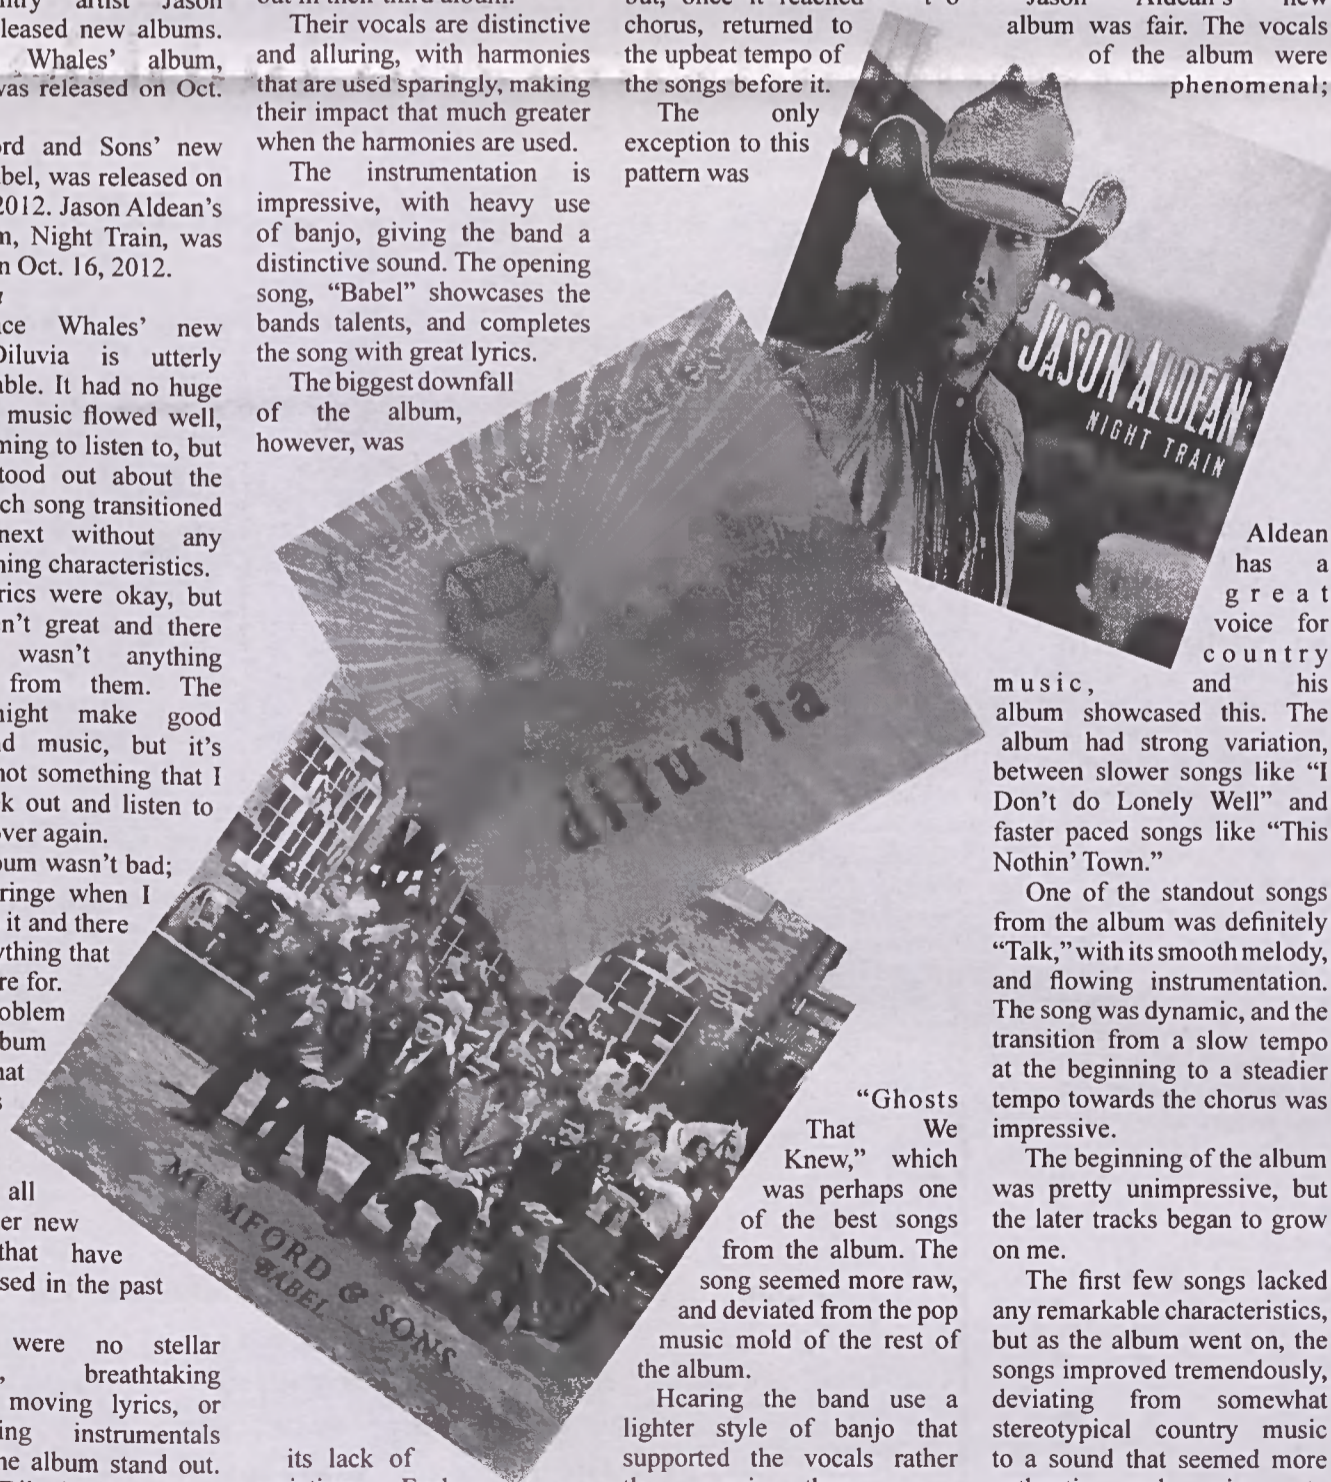 artist Jason
leased new albums.
Whales' album,
was released on Oct.
ord and Sons' new
bel, was released on
2012. Jason Aldean's
n, Night Train, was
n Oct. 16, 2012.
ce Whales' new
Diluvia is utterly
ble. It had no huge
music flowed well,
ming to listen to, but
tood out about the
ch song transitioned
next without any
ning characteristics.
rics were okay, but
n't great and there
wasn't anything
from them. The
night make good
d music, but it's
not something that I
k out and listen to
ver again.
bum wasn't bad;
ringe when I
it and there
ything that
re for.
oblem
bum
hat
s
all
er new
that have
sed in the past
were no stellar
, breathtaking
moving lyrics, or
ing instrumentals
he album stand out.
Their vocals are distinctive
and alluring, with harmonies
that are used sparingly, making
their impact that much greater
when the harmonies are used.
The instrumentation is
impressive, with heavy use
of banjo, giving the band a
distinctive sound. The opening
song, “Babel” showcases the
bands talents, and completes
the song with great lyrics.
The biggest downfall
of the album,
however, was
its lack of
chorus, returned to
the upbeat tempo of
the songs before it.
The only
exception to this
pattern was
“Ghosts
That We
Knew,” which
was perhaps one
of the best songs
from the album. The
song seemed more raw,
and deviated from the pop
music mold of the rest of
the album.
Hearing the band use a
lighter style of banjo that
supported the vocals rather
Jason Aldean's new
album was fair. The vocals
of the album were
phenomenal;
Aldean
has a
great
voice for
country
music, and his
album showcased this. The
album had strong variation,
between slower songs like “I
Don't do Lonely Well” and
faster paced songs like “This
Nothin' Town.”
One of the standout songs
from the album was definitely
“Talk,” with its smooth melody,
and flowing instrumentation.
The song was dynamic, and the
transition from a slow tempo
at the beginning to a steadier
tempo towards the chorus was
impressive.
The beginning of the album
was pretty unimpressive, but
the later tracks began to grow
on me.
The first few songs lacked
any remarkable characteristics,
but as the album went on, the
songs improved tremendously,
deviating from somewhat
stereotypical country music
to a sound that seemed more
JASON ALDEAN
NIGHT TRAIN
diluvia
MUMFORD & SONS
BABEL